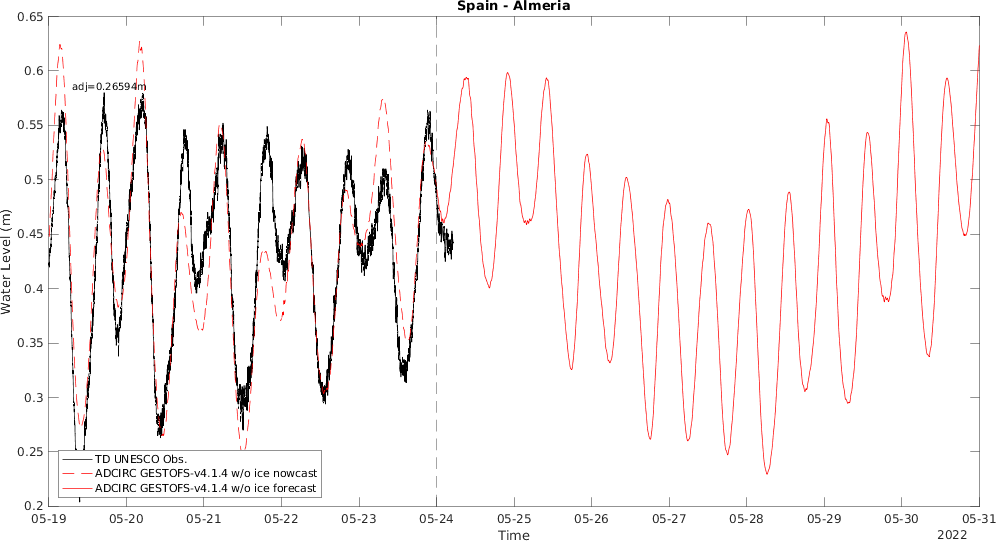 Spain - Almeria
0.65
0.6
0.55
0.5
0.45
0.4
0.35
0.3
0.25
0.2
Water Level (m)
adj=0.26594m
TD UNESCO Obs.
ADCIRC GESTOFS-v4.1.4 w/o ice nowcast
ADCIRC GESTOFS-v4.1.4 w/o ice forecast
05-19 05-20 05-21 05-22 05-23 05-24 05-25 05-26 05-27 05-28 05-29 05-30 05-31
Time
2022